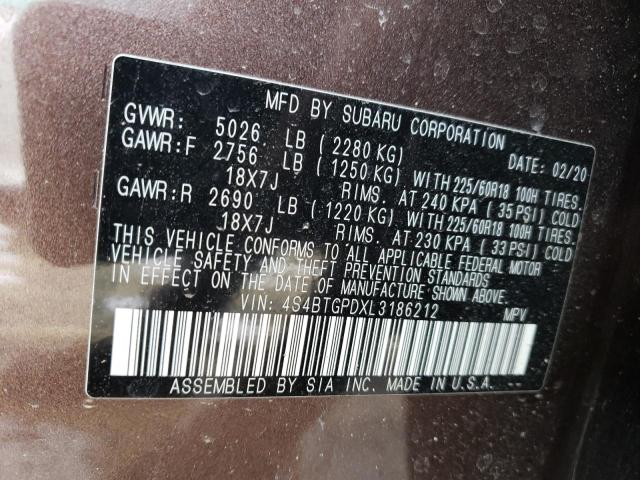 MFD BY SUBARU CORPORATION
GVWR: 5026 LB (2280 KG) DATE: 02/20
GAWR:F 2756 LB (1250 KG) WITH 225/60R18 100H TIRES.
18X7J RIMS. AT 240 KPA (35 PSI) COLD
GAWR:R 2690 LB (1220 KG) WITH 225/60R18 100H TIRES.
18X7J RIMS. AT 230 KPA (33 PSI) COLD
THIS VEHICLE CONFORMS TO ALL APPLICABLE FEDERAL MOTOR
VEHICLE SAFETY AND THEFT PREVENTION STANDARDS
IN EFFECT ON THE DATE OF MANUFACTURE SHOWN ABOVE.
VIN: 4S4BTGPDXL3186212 MPV
ASSEMBLED BY SIA INC. MADE IN U.S.A. --